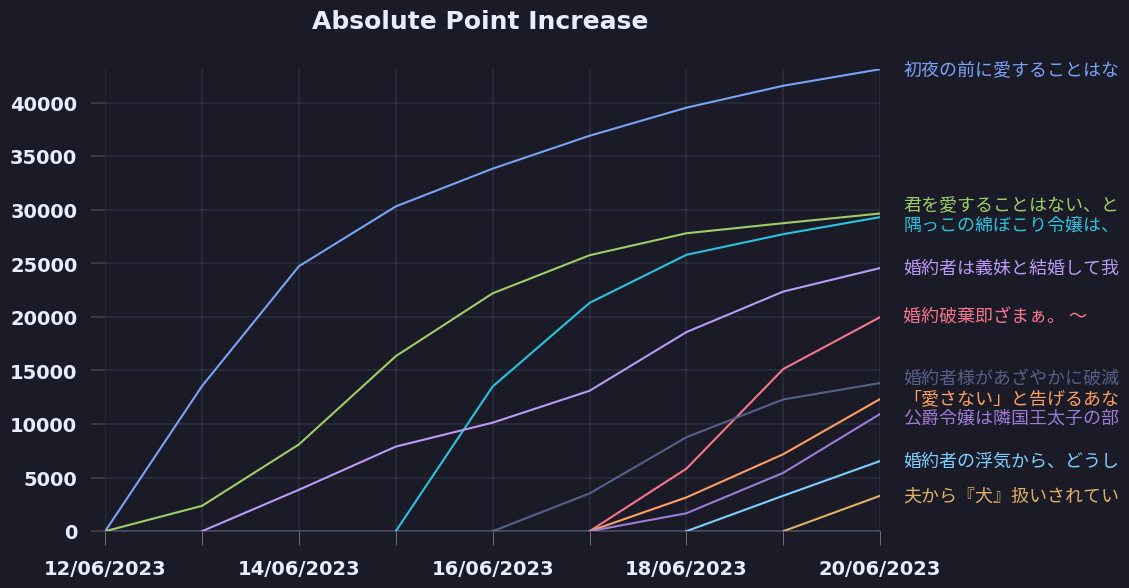 Absolute Point Increase
初夜の前に愛することはな
40000
35000
30000
君を愛することはない、と
隅っこの綿ぼこり令嬢は、
25000
婚約者は義妹と結婚して我
20000
婚約破棄即ざまぁ。 〜
15000
婚約者様があざやかに破滅
「愛さない」と告げるあな
10000
公爵令嬢は隣国王太子の部
婚約者の浮気から、どうし
5000
夫から『犬』扱いされてい
0
12/06/2023 14/06/2023 16/06/2023 18/06/2023 20/06/2023